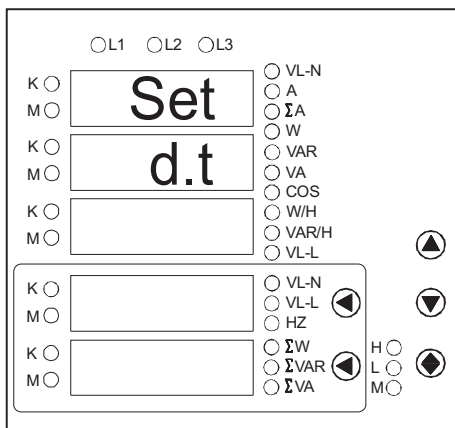 L1 L2 L3
K
M
Set
VL-N
A
ΣA
W
K
M
d.t
VAR
VA
COS
K
M
W/H
VAR/H
VL-L
K
M
VL-N
VL-L
HZ
K
M
ΣW
ΣVAR
ΣVA
H
L
M